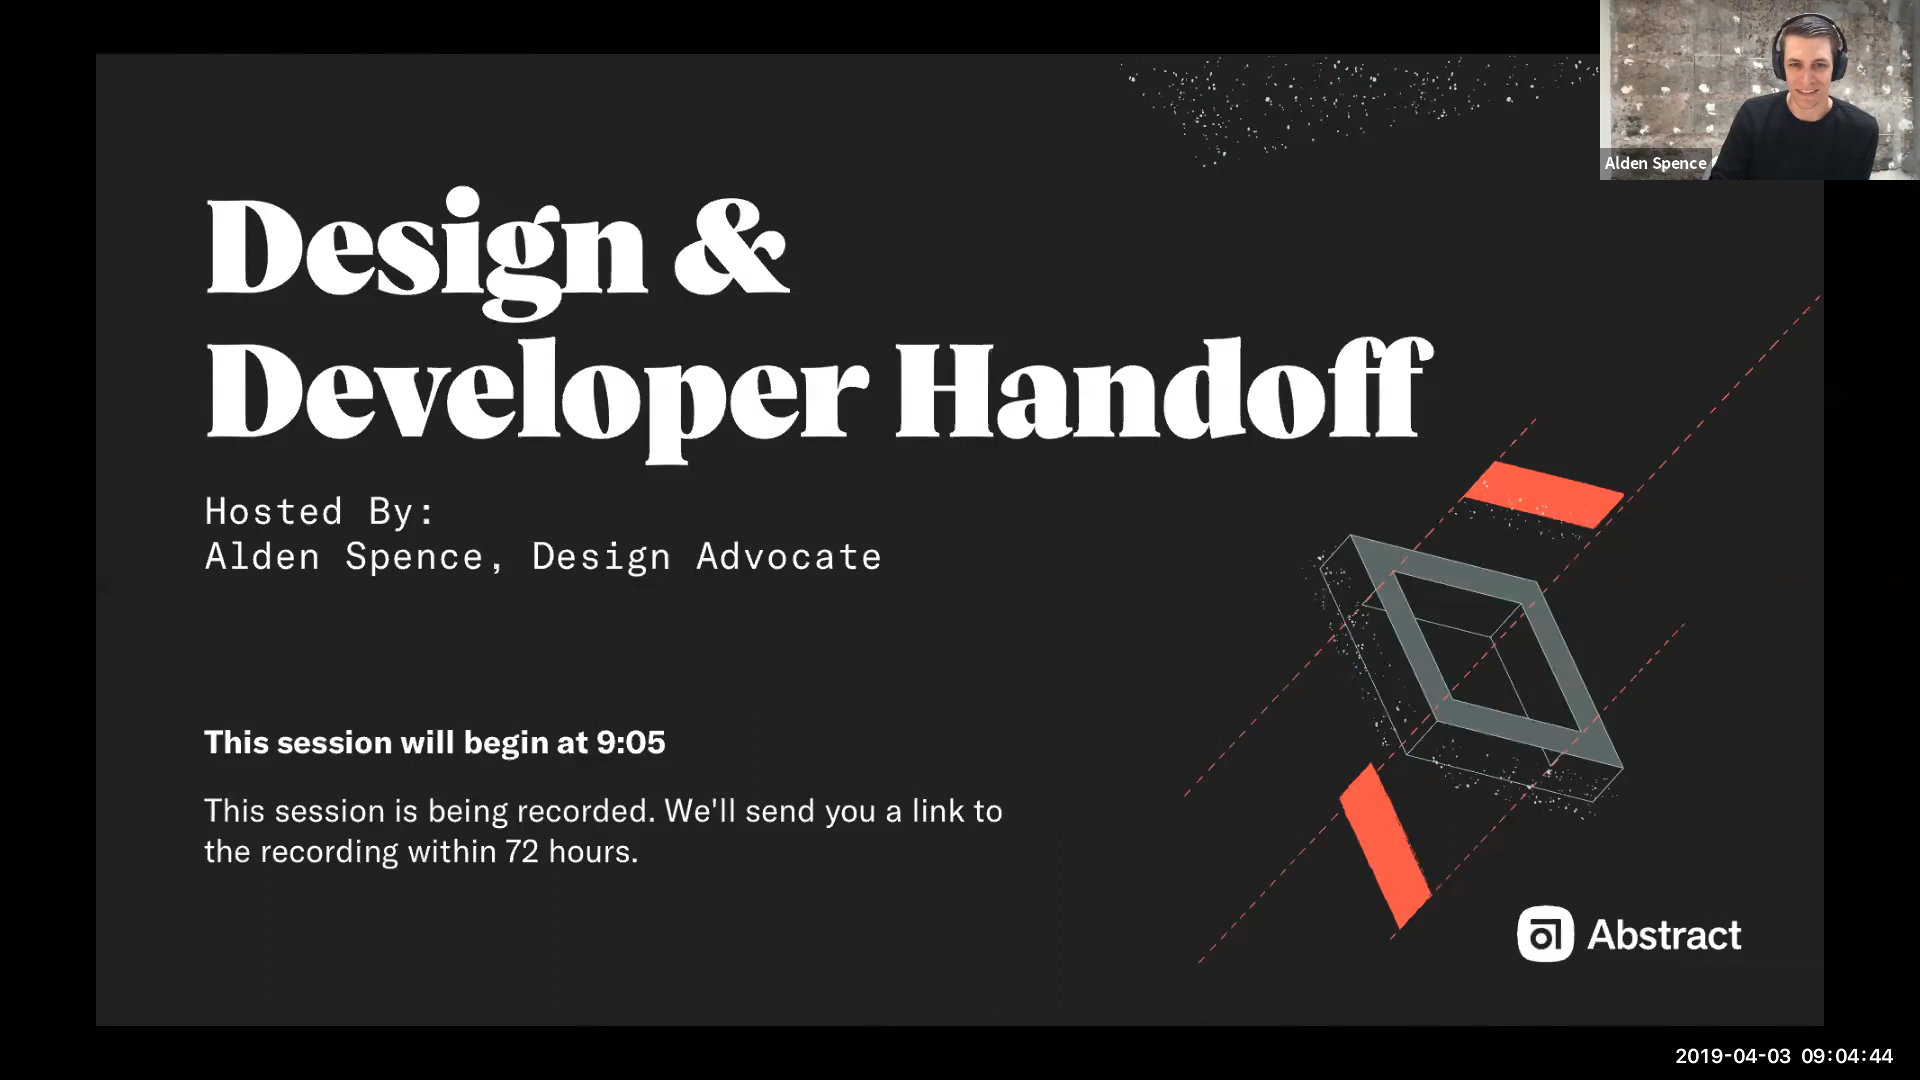 Alden Spence
Design &
Developer Handoff
Hosted By:
Alden Spence, Design Advocate
This session will begin at 9:05
This session is being recorded. We'll send you a link to
the recording within 72 hours.
Abstract
2019-04-03 09:04:44